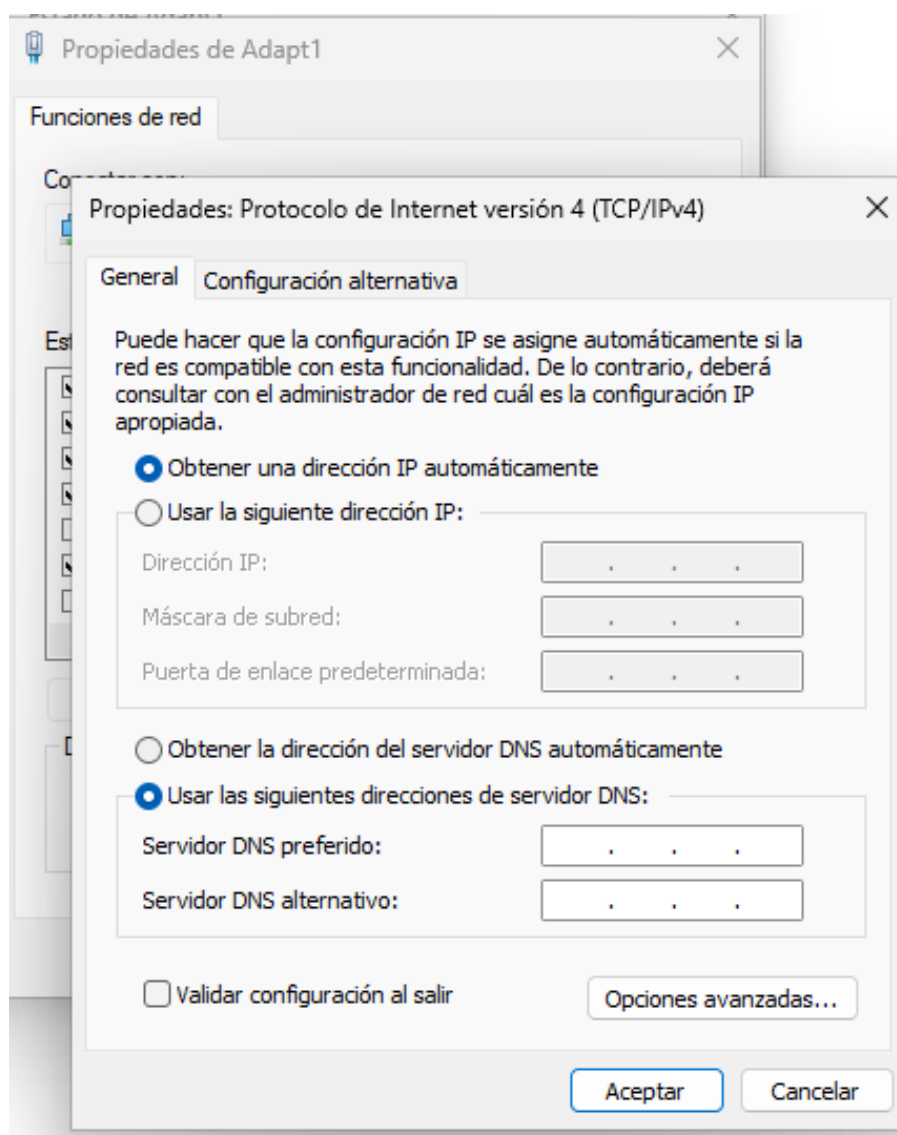 Propiedades de Adapt1
Funciones de red
Propiedades: Protocolo de Internet versión 4 (TCP/IPv4)
General
Configuración alternativa
Puede hacer que la configuración IP se asigne automáticamente si la
red es compatible con esta funcionalidad. De lo contrario, deberá
consultar con el administrador de red cuál es la configuración IP
apropiada.
Obtener una dirección IP automáticamente
Usar la siguiente dirección IP:
Dirección IP:
. . .
Máscara de subred:
. . .
Puerta de enlace predeterminada:
. . .
Obtener la dirección del servidor DNS automáticamente
Usar las siguientes direcciones de servidor DNS:
Servidor DNS preferido:
. . .
Servidor DNS alternativo:
. . .
Validar configuración al salir
Opciones avanzadas...
Aceptar
Cancelar